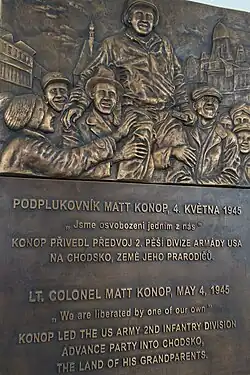 PODPLUKOVNÍK MATT KONOP, 4. KVĚTNA 1945
„Jsme osvobozeni jedním z nás"
KONOP PŘIVEDL PŘEDVOJ 2. PĚŠÍ DIVIZE ARMÁDY USA
NA CHODSKO, ZEMĚ JEHO PRARODIČŮ.
LT. COLONEL MATT KONOP, MAY 4, 1945
„We are liberated by one of our own"
KONOP LED THE US ARMY 2ND INFANTRY DIVISION
ADVANCE PARTY INTO CHODSKO,
THE LAND OF HIS GRANDPARENTS.